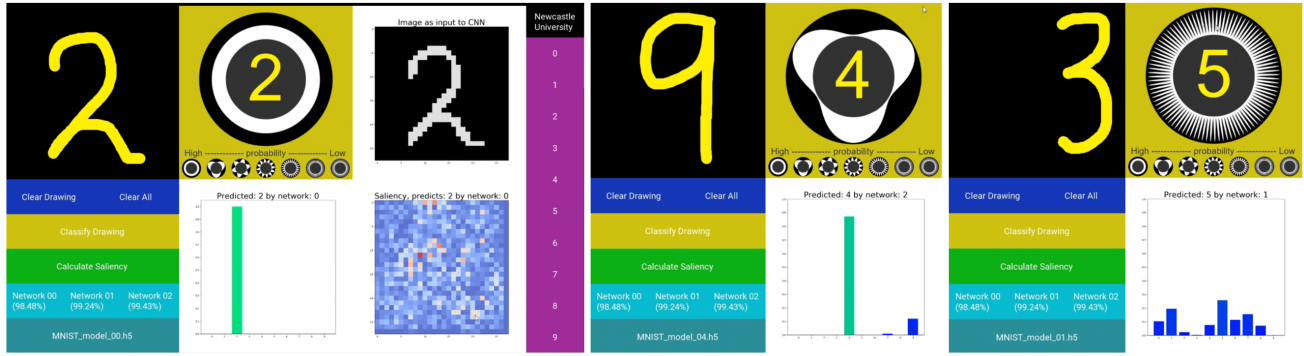 2
2
High ------------- probability ------------- Low
Image as input to CNN
Newcastle
University
0
1
2
3
4
5
6
7
8
9
Clear Drawing
Clear All
Classify Drawing
Calculate Saliency
Network 00
(98.48%)
Network 01
(99.24%)
Network 02
(99.43%)
MNIST_model_00.h5
Predicted: 2 by network: 0
Saliency, predicts: 2 by network: 0
9
4
High ------------- probability ------------- Low
Clear Drawing
Clear All
Classify Drawing
Calculate Saliency
Network 00
(98.48%)
Network 01
(99.24%)
Network 02
(99.43%)
MNIST_model_04.h5
Predicted: 4 by network: 2
3
5
High ------------- probability ------------- Low
Clear Drawing
Clear All
Classify Drawing
Calculate Saliency
Network 00
(98.48%)
Network 01
(99.24%)
Network 02
(99.43%)
MNIST_model_01.h5
Predicted: 5 by network: 1